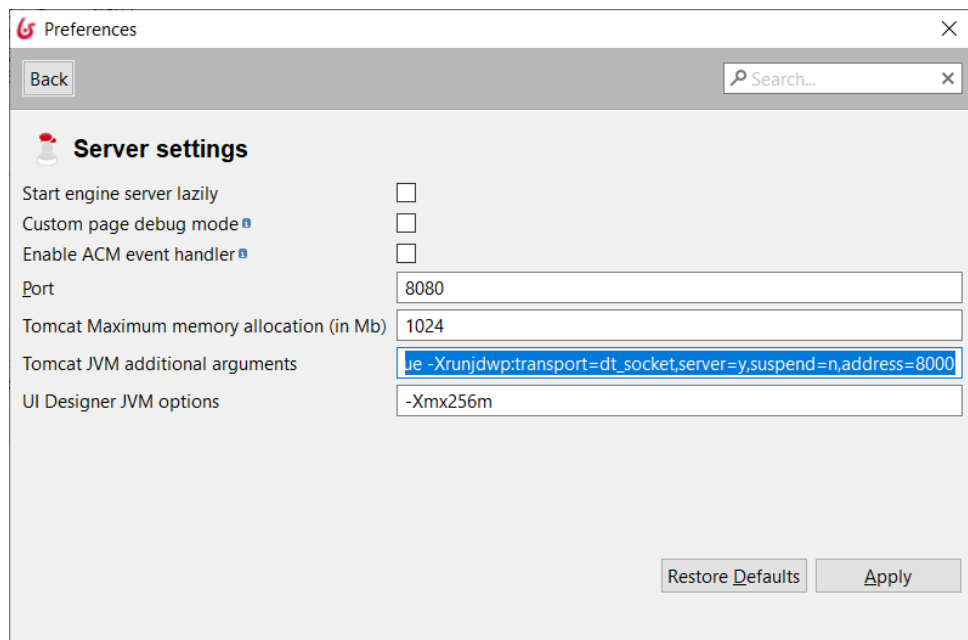 Preferences
Back
Search...
Server settings
Start engine server lazily
Custom page debug mode
Enable ACM event handler
Port
8080
Tomcat Maximum memory allocation (in Mb)
1024
Tomcat JVM additional arguments
ue -Xrunjdwp:transport=dt_socket,server=y,suspend=n,address=8000
UI Designer JVM options
-Xmx256m
Restore Defaults
Apply